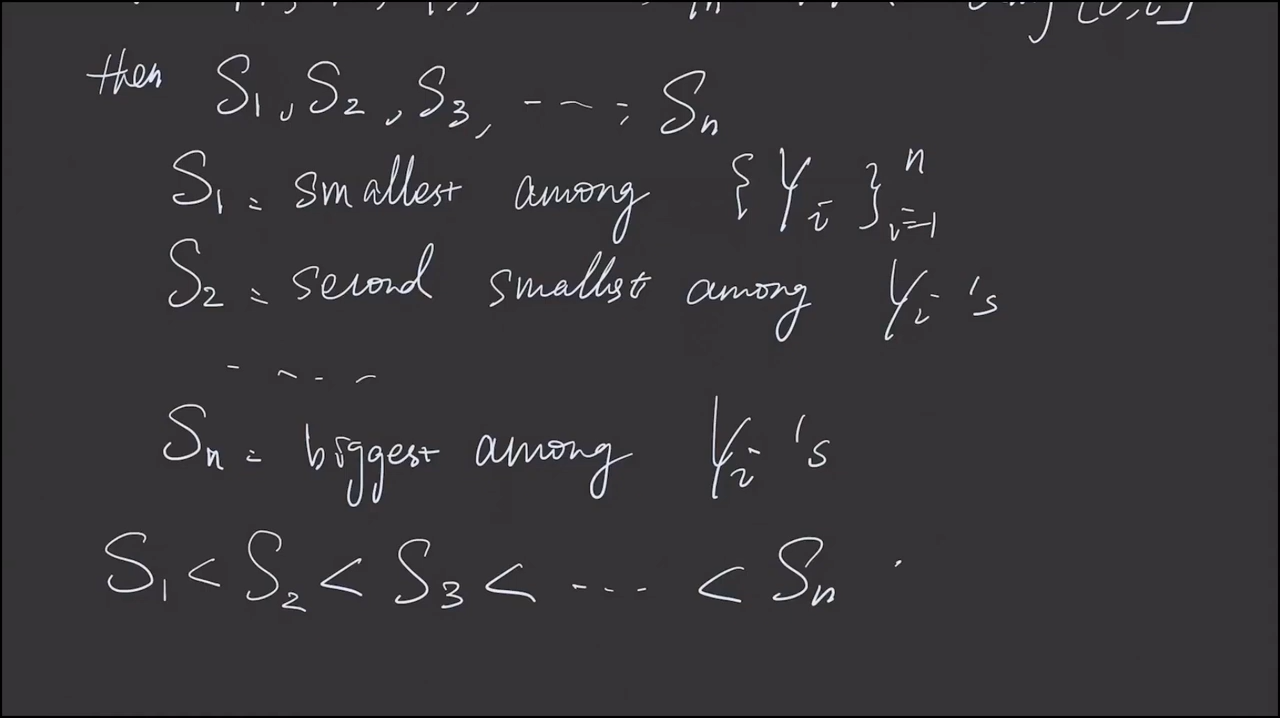 then S₁, S₂, S₃, ----, Sₙ
S₁ = smallest among {Yᵢ}ⁿᵢ₌₁
S₂ = second smallest among Yᵢ's
....
Sₙ = biggest among Yᵢ's
S₁ < S₂ < S₃ < --- < Sₙ